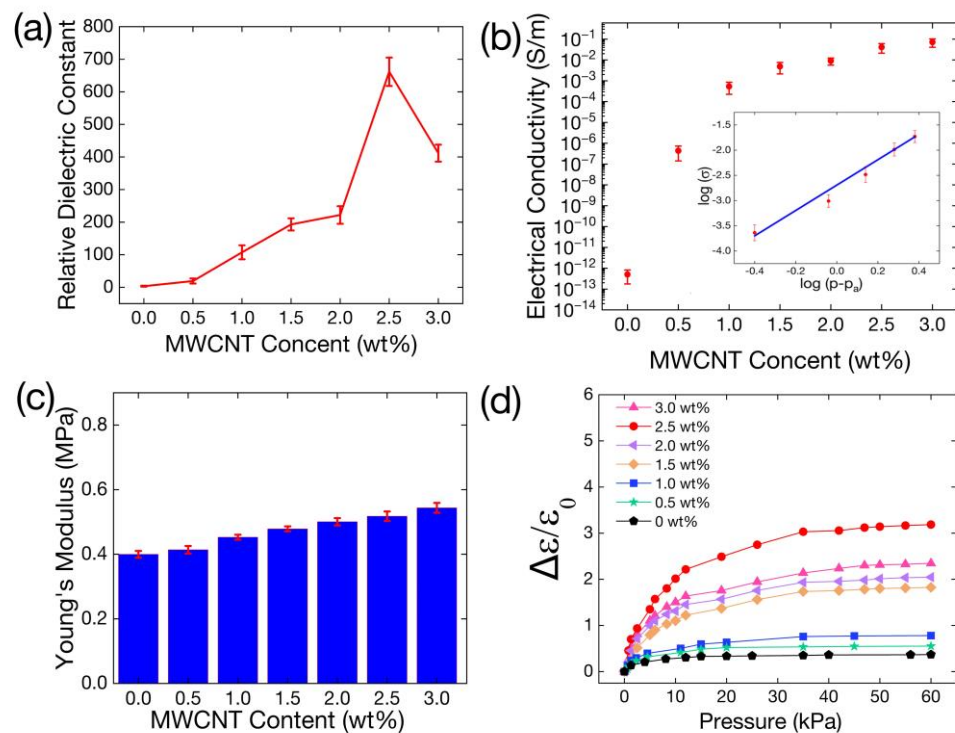 (a)
Relative Dielectric Constant
800
700
600
500
400
300
200
100
0
0.0 0.5 1.0 1.5 2.0 2.5 3.0
MWCNT Concent (wt%)
(b)
Electrical Conductivity (S/m)
10⁻¹
10⁻²
10⁻³
10⁻⁴
10⁻⁵
10⁻⁶
10⁻⁷
10⁻⁸
10⁻⁹
10⁻¹⁰
10⁻¹¹
10⁻¹²
10⁻¹³
10⁻¹⁴
0.0 0.5 1.0 1.5 2.0 2.5 3.0
MWCNT Concent (wt%)
log (σ)
-1.5
-2.0
-2.5
-3.0
-3.5
-4.0
-0.4 -0.2 0.0 0.2 0.4
log (p-pₐ)
(c)
Young's Modulus (MPa)
0.8
0.6
0.4
0.2
0.0
0.0 0.5 1.0 1.5 2.0 2.5 3.0
MWCNT Content (wt%)
(d)
Δε/ε₀
6
5
4
3
2
1
0
3.0 wt%
2.5 wt%
2.0 wt%
1.5 wt%
1.0 wt%
0.5 wt%
0 wt%
0 10 20 30 40 50 60
Pressure (kPa)